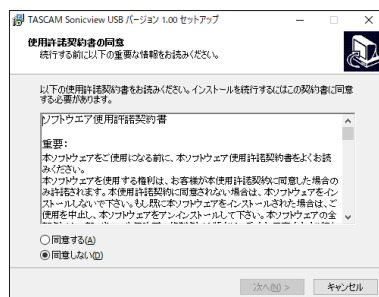 TASCAM Sonicview USB バージョン 1.00 セットアップ
使用許諾契約書の同意
続行する前に以下の重要な情報をお読みください。
以下の使用許諾契約書をお読みください。インストールを続行するにはこの契約書に同意
する必要があります。
ソフトウエア使用許諾契約書
重要:
本ソフトウェアをご使用になる前に、本ソフトウェア使用許諾契約書をよくお読
みください。
本ソフトウェアを使用する権利は、お客様が本使用許諾契約に同意した場合の
み許諾されます。本使用許諾契約に同意されない場合は、本ソフトウェアをイン
ストールしないで下さい。もし既に本ソフトウェアをインストールされた場合は、ご
使用を中止し、本ソフトウェアをアンインストールして下さい。本ソフトウェアの全
同意する(A)
同意しない(D)
次へ(N) >
キャンセル